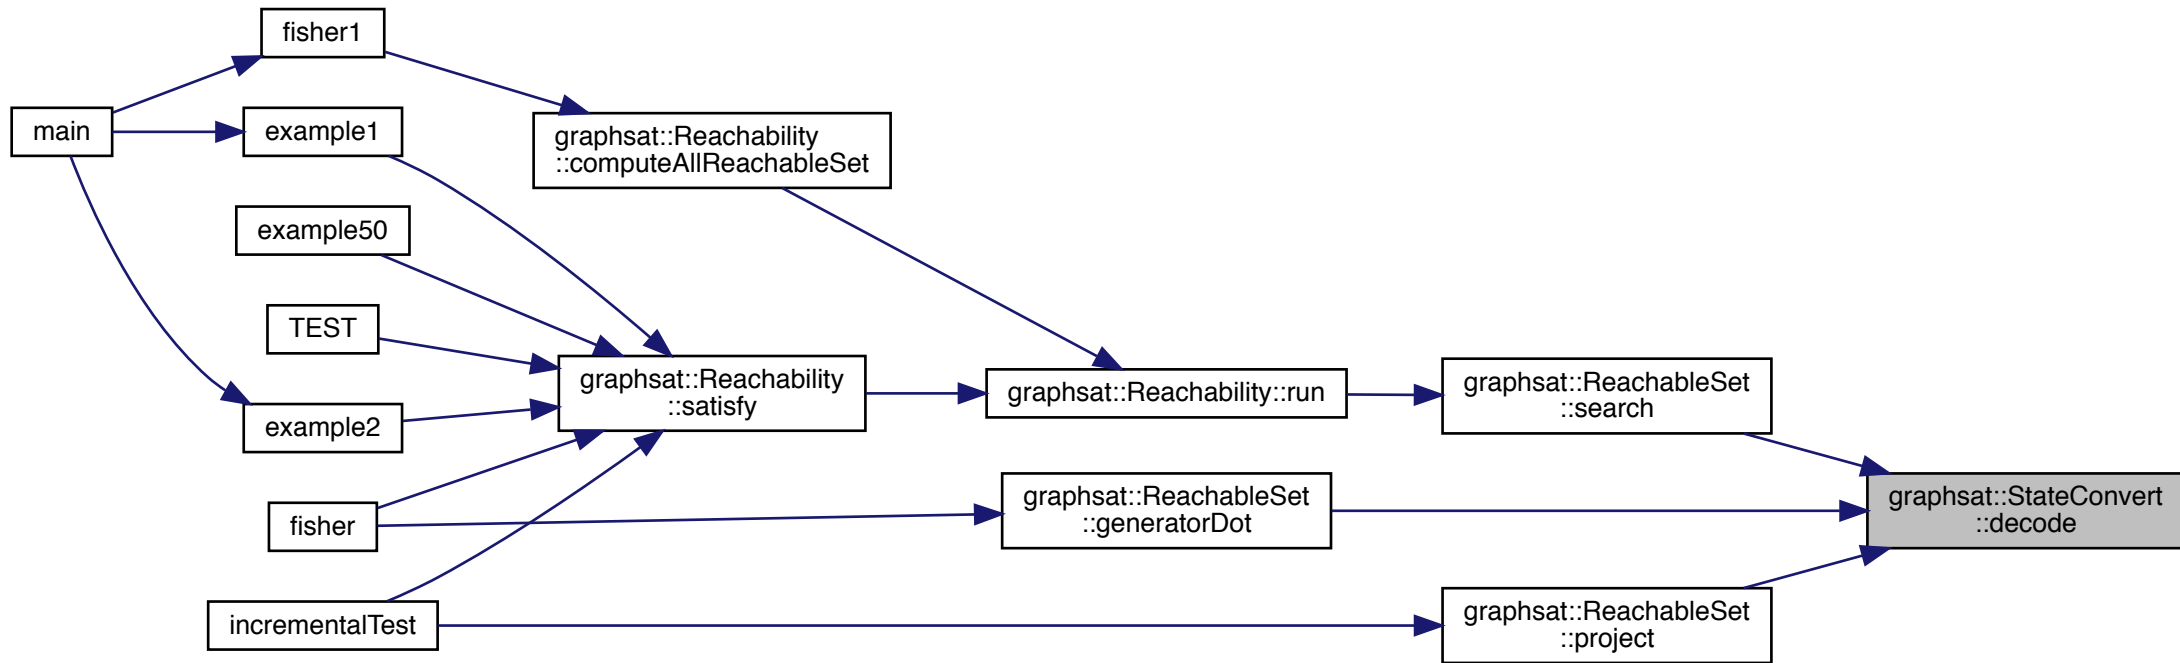 fisher1
main
example1
graphsat::Reachability
::computeAllReachableSet
example50
TEST
graphsat::Reachability
::satisfy
graphsat::Reachability::run
graphsat::ReachableSet
::search
example2
graphsat::ReachableSet
::generatorDot
graphsat::StateConvert
::decode
fisher
incrementalTest
graphsat::ReachableSet
::project